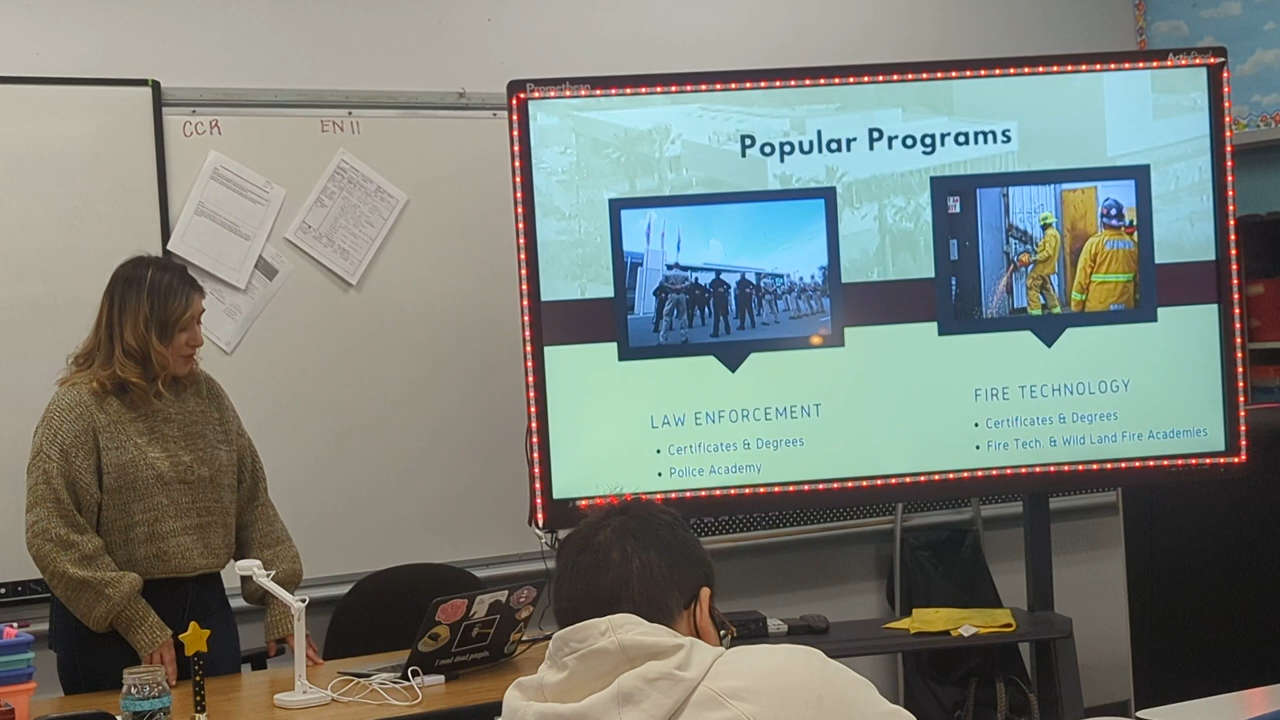 CCR
EN 11
Promethean
Popular Programs
LAW ENFORCEMENT
• Certificates & Degrees
• Police Academy
FIRE TECHNOLOGY
• Certificates & Degrees
• Fire Tech. & Wild Land Fire Academies
I read dead people.